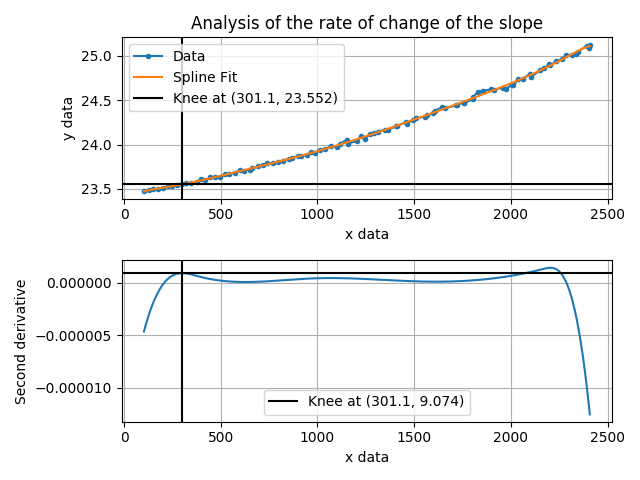 Analysis of the rate of change of the slope
25.0
24.5
24.0
23.5
y data
Data
Spline Fit
Knee at (301.1, 23.552)
0 500 1000 1500 2000 2500
x data
0.000000
−0.000005
−0.000010
Second derivative
Knee at (301.1, 9.074)
0 500 1000 1500 2000 2500
x data